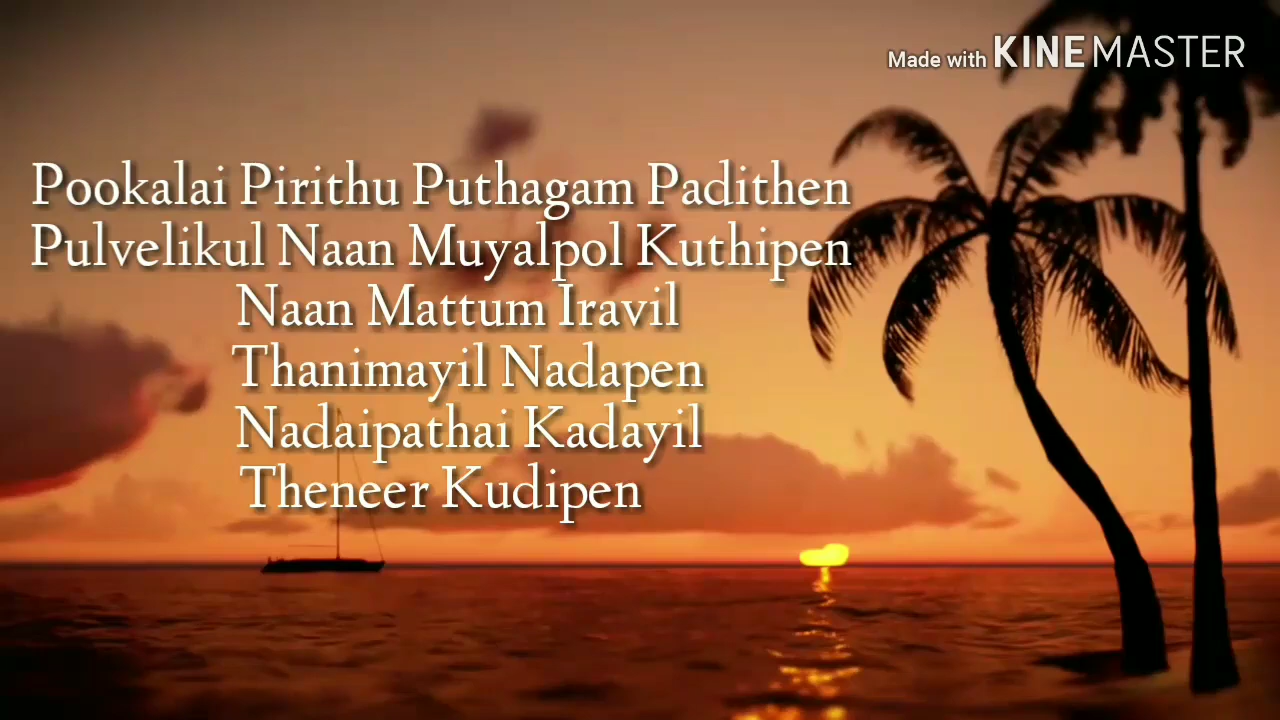 Made with KINEMASTER
Pookalai Pirithu Puthagam Padithen
Pulvelikul Naan Muyalpol Kuthipen
Naan Mattum Iravil
Thanimayil Nadapen
Nadaipathai Kadayil
Theneer Kudipen